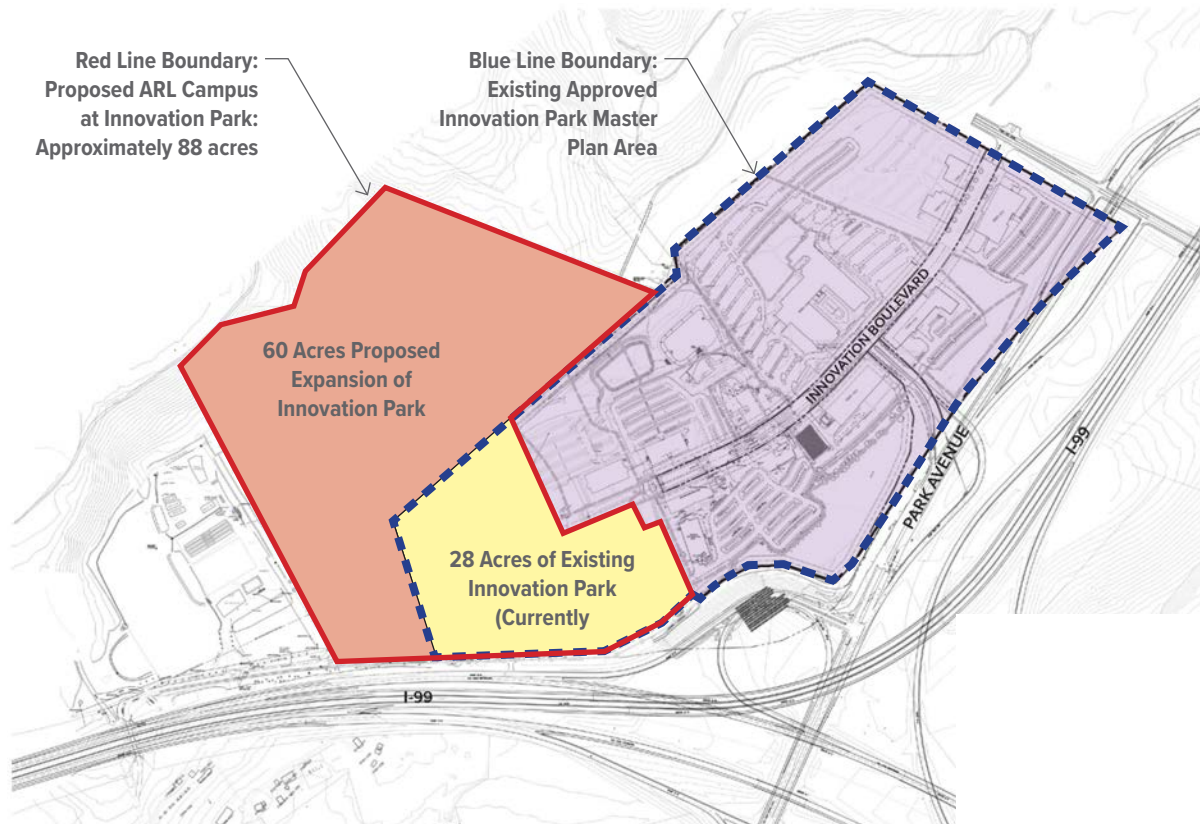 Red Line Boundary:
Proposed ARL Campus
at Innovation Park:
Approximately 88 acres
Blue Line Boundary:
Existing Approved
Innovation Park Master
Plan Area
60 Acres Proposed
Expansion of
Innovation Park
INNOVATION BOULEVARD
PARK AVENUE
I-99
28 Acres of Existing
Innovation Park
(Currently
I-99